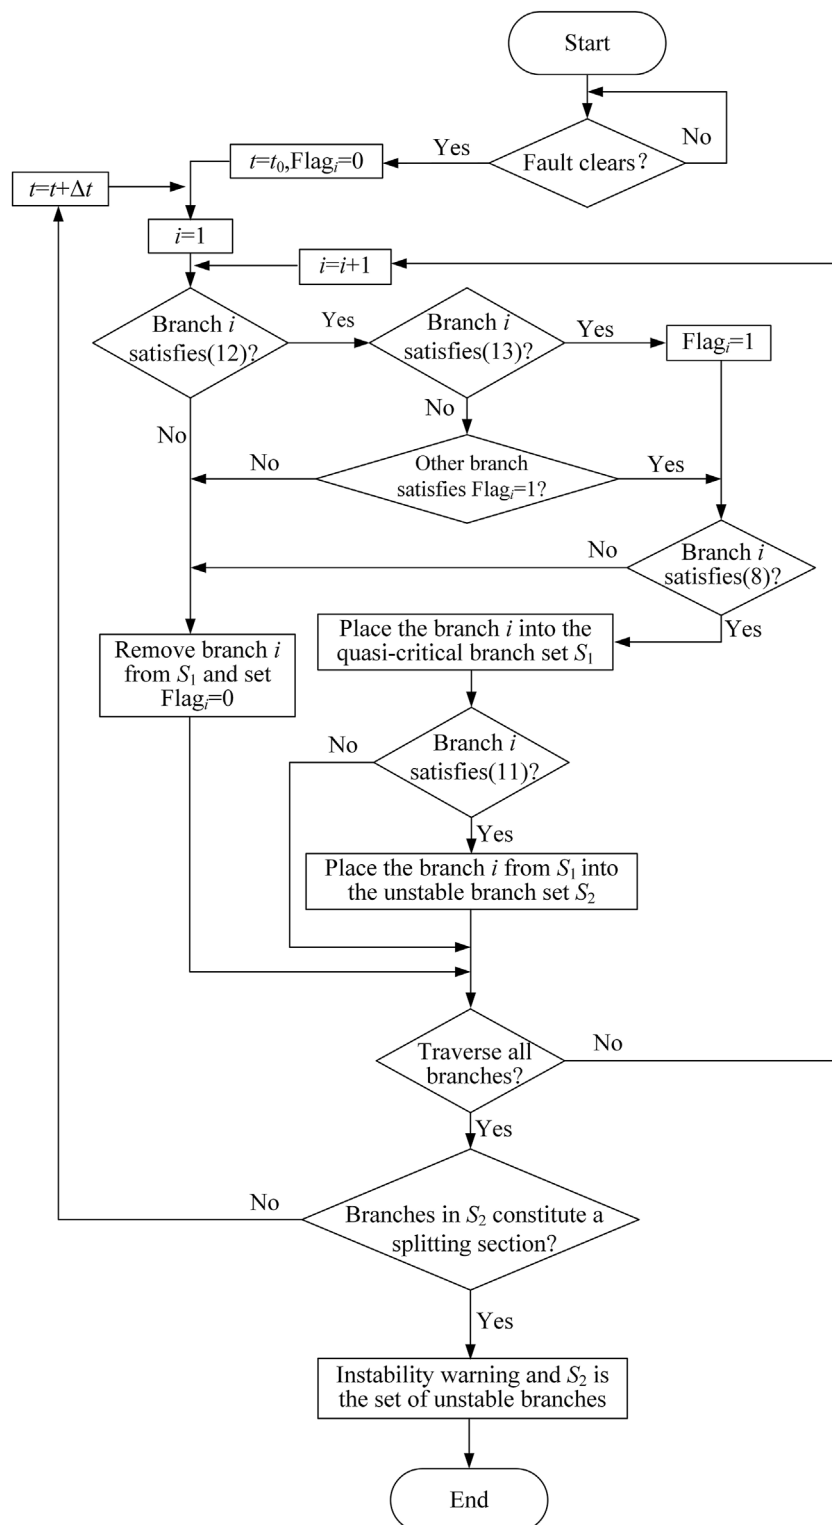 Start
Fault clears?
No
Yes
t=t₀,Flagᵢ=0
t=t+Δt
i=1
i=i+1
Branch i
satisfies(12)?
Yes
Branch i
satisfies(13)?
Yes
Flagᵢ=1
No
No
Other branch
satisfies Flagᵢ=1?
No
Yes
Branch i
satisfies(8)?
No
Yes
Place the branch i into the
quasi-critical branch set S₁
Remove branch i
from S₁ and set
Flagᵢ=0
Branch i
satisfies(11)?
No
Yes
Place the branch i from S₁ into
the unstable branch set S₂
Traverse all
branches?
No
Yes
Branches in S₂ constitute a
splitting section?
No
Yes
Instability warning and S₂ is
the set of unstable branches
End